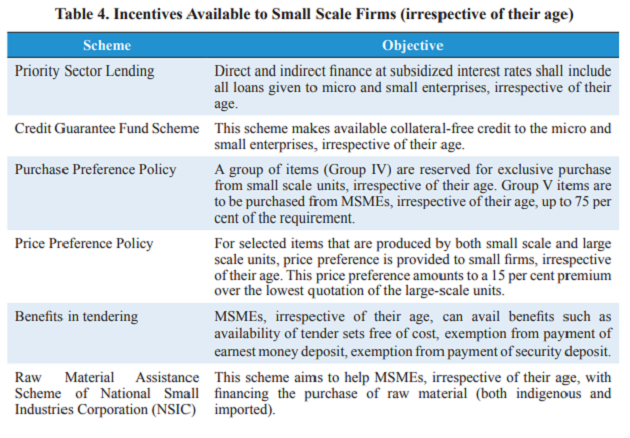 Table 4. Incentives Available to Small Scale Firms (irrespective of their age)
Scheme Objective
Priority Sector Lending Direct and indirect finance at subsidized interest rates shall include
all loans given to micro and small enterprises, irrespective of their
age.
Credit Guarantee Fund Scheme This scheme makes available collateral-free credit to the micro and
small enterprises, irrespective of their age.
Purchase Preference Policy A group of items (Group IV) are reserved for exclusive purchase
from small scale units, irrespective of their age. Group V items are
to be purchased from MSMEs, irrespective of their age, up to 75 per
cent of the requirement.
Price Preference Policy For selected items that are produced by both small scale and large
scale units, price preference is provided to small firms, irrespective
of their age. This price preference amounts to a 15 per cent premium
over the lowest quotation of the large-scale units.
Benefits in tendering MSMEs, irrespective of their age, can avail benefits such as
availability of tender sets free of cost, exemption from payment of
earnest money deposit, exemption from payment of security deposit.
Raw Material Assistance This scheme aims to help MSMEs, irrespective of their age, with
Scheme of National Small financing the purchase of raw material (both indigenous and
Industries Corporation (NSIC) imported).